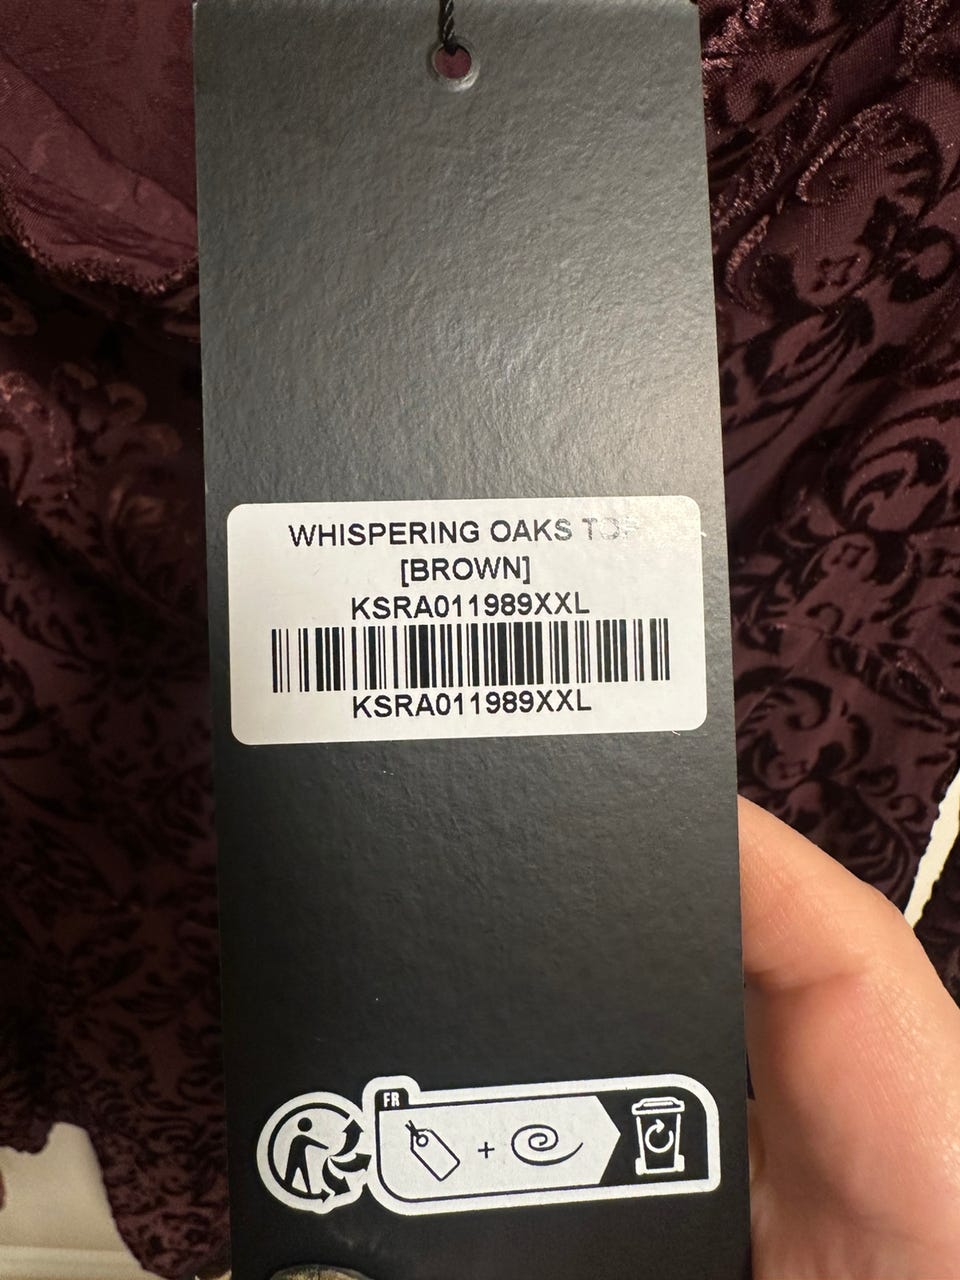 WHISPERING OAKS TOP
[BROWN]
KSRA011989XXL
KSRA011989XXL
FR
+